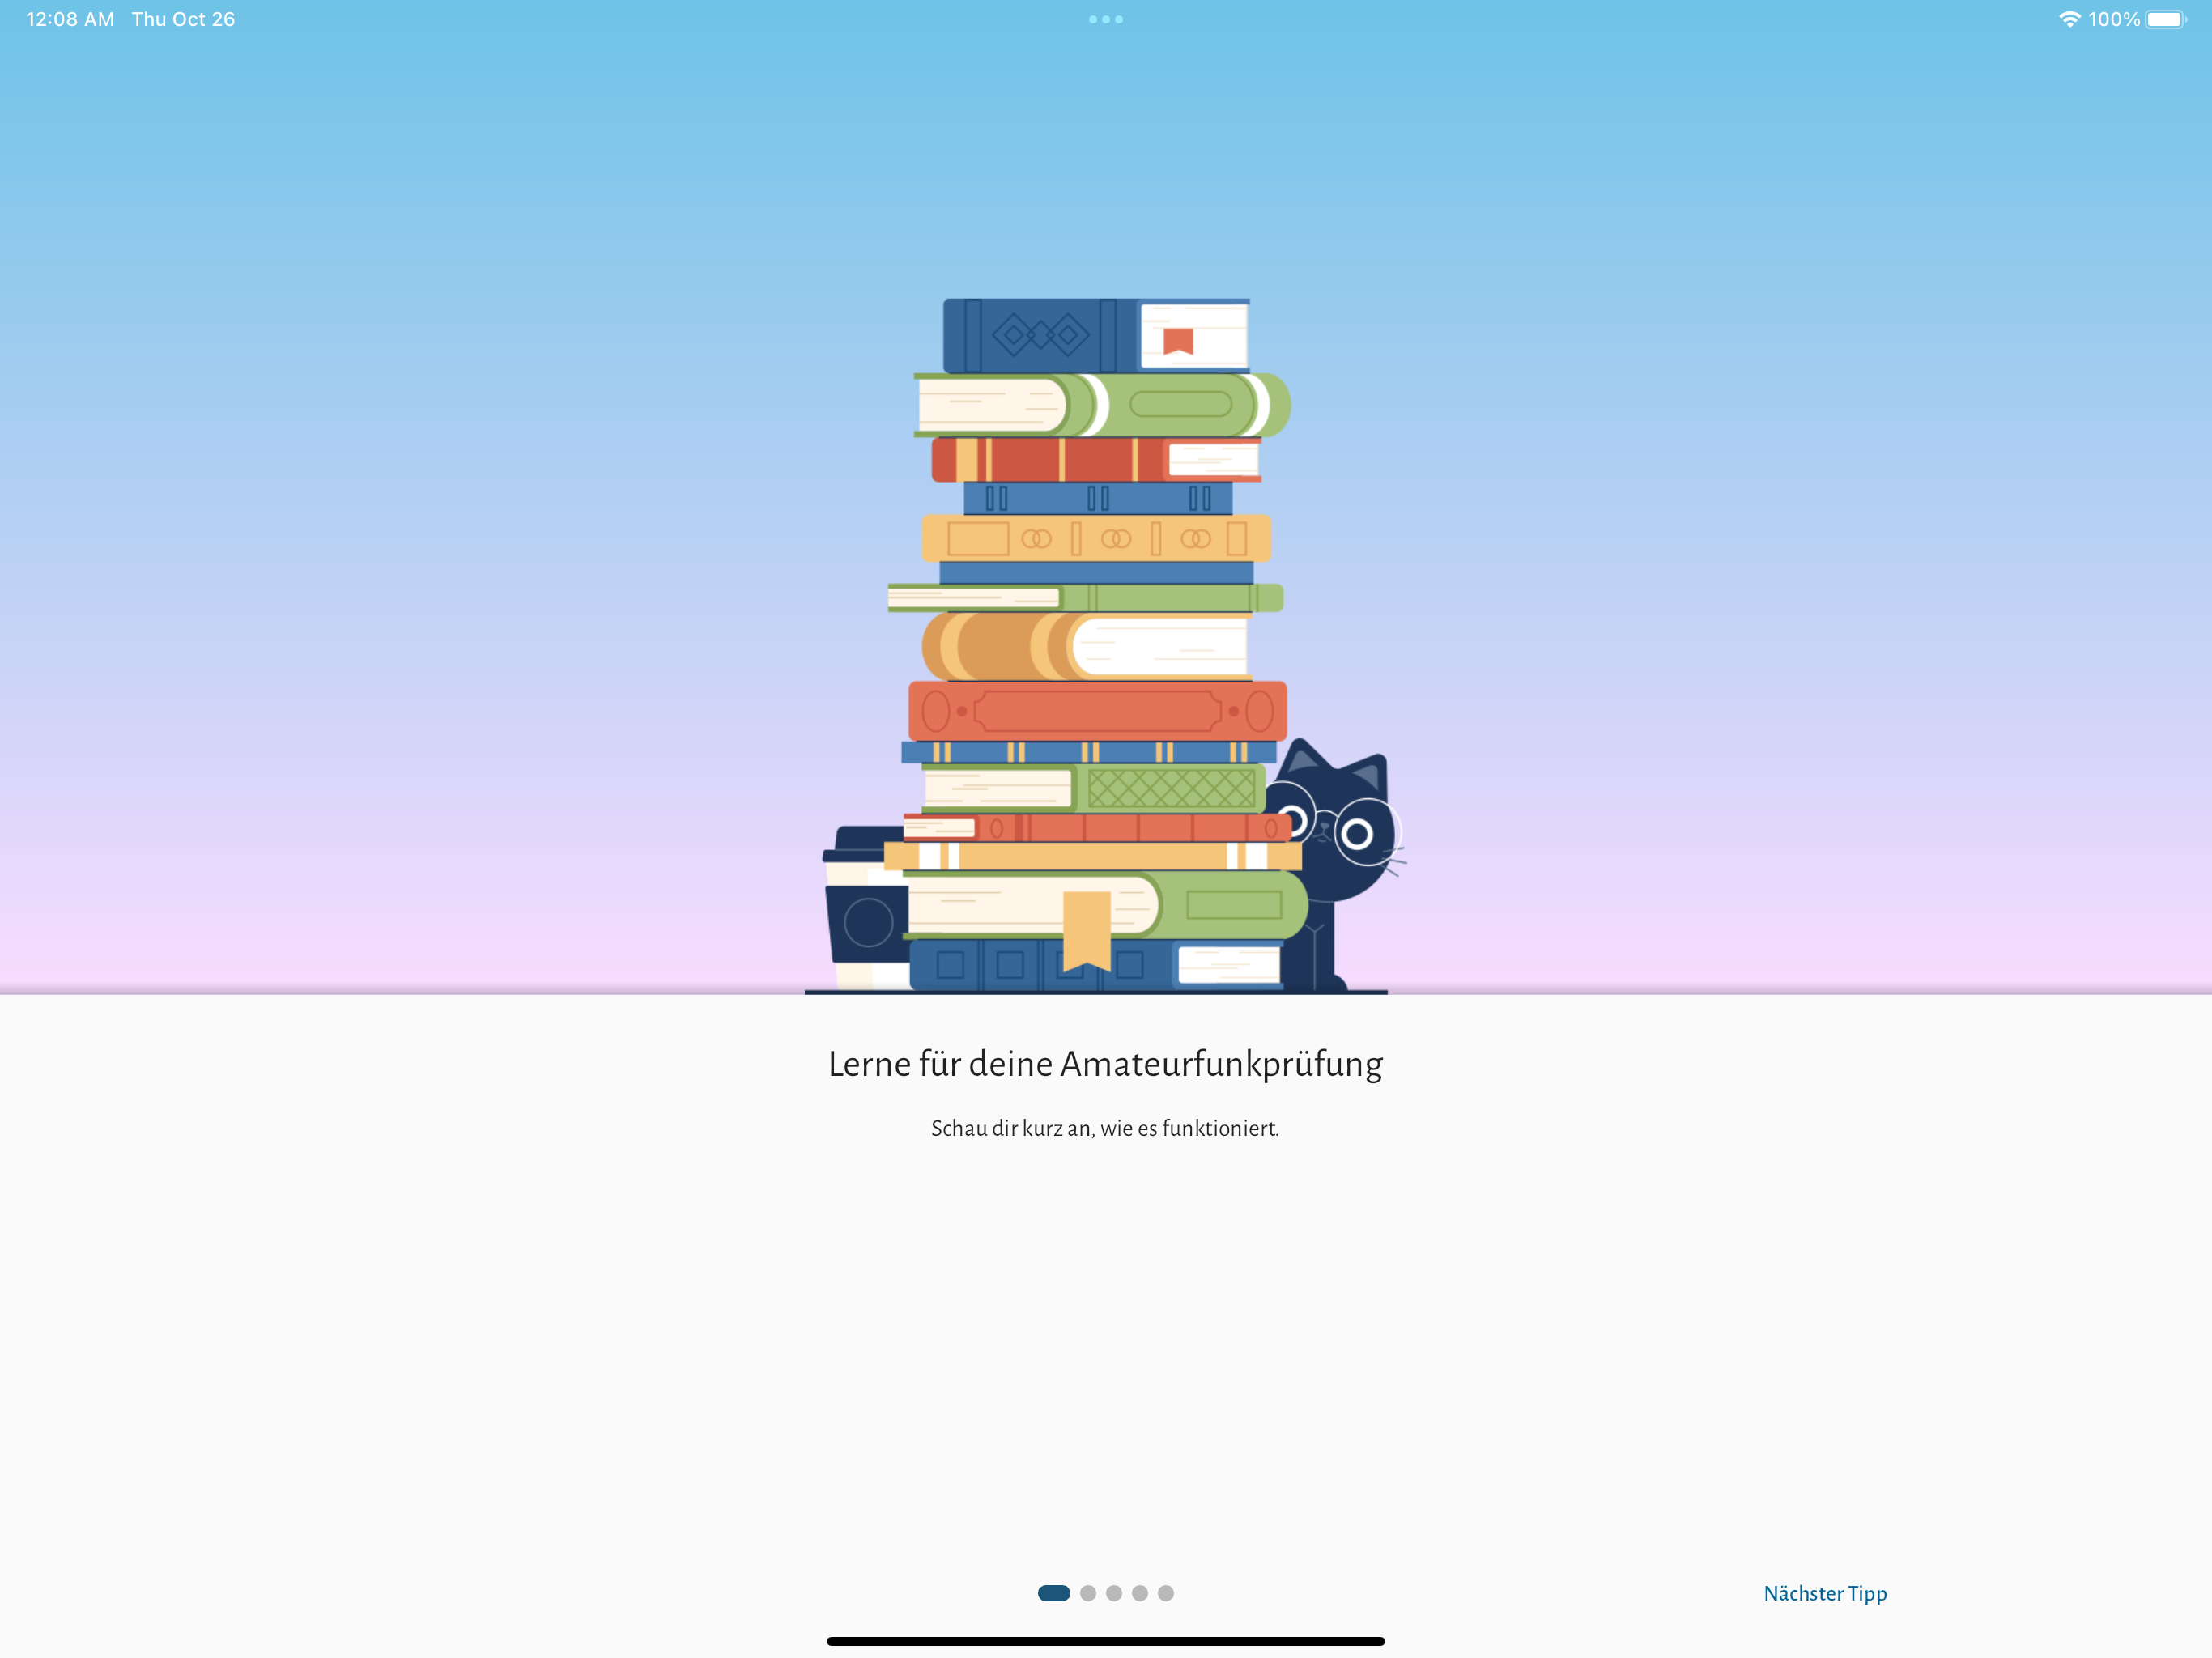 12:08 AM Thu Oct 26
100%
Lerne für deine Amateurfunkprüfung
Schau dir kurz an, wie es funktioniert.
Nächster Tipp